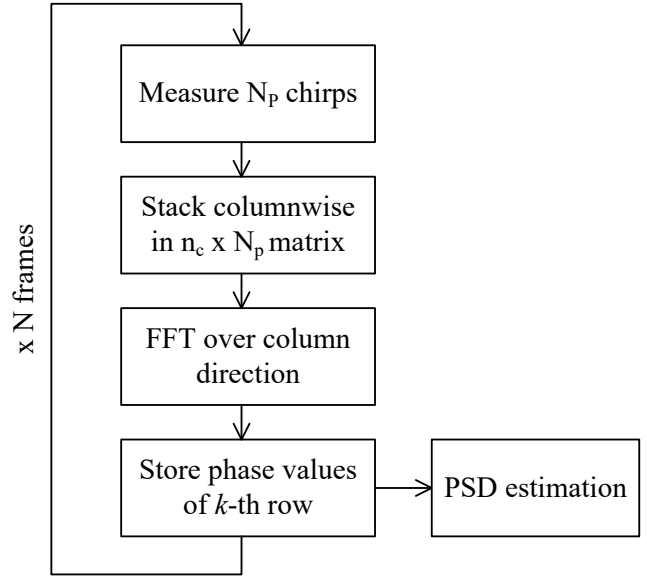 Measure N_P chirps
Stack columnwise
in n_c x N_p matrix
FFT over column
direction
Store phase values
of k-th row
PSD estimation
x N frames